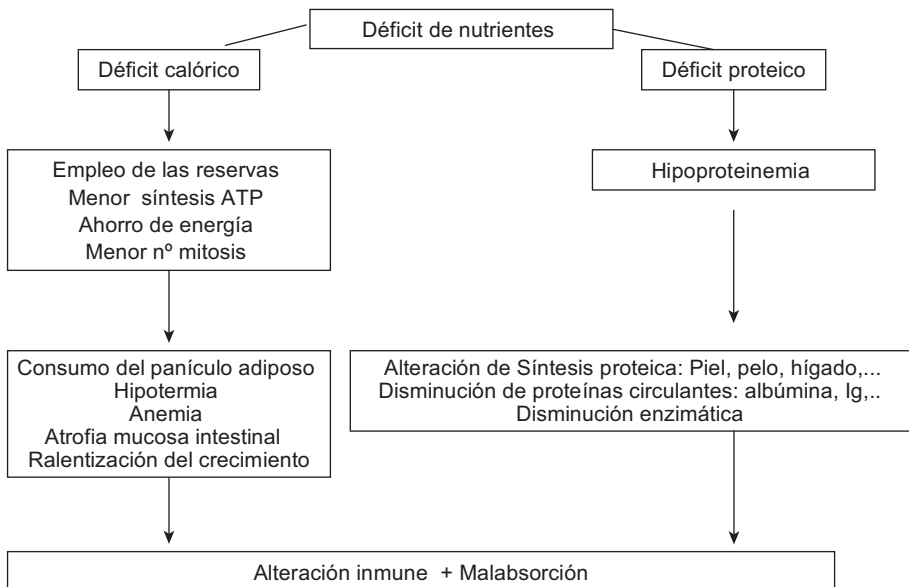 Déficit de nutrientes
Déficit calórico
Déficit proteico
Empleo de las reservas
Menor síntesis ATP
Ahorro de energía
Menor nº mitosis
Hipoproteinemia
Consumo del panículo adiposo
Hipotermia
Anemia
Atrofia mucosa intestinal
Ralentización del crecimiento
Alteración de Síntesis proteica: Piel, pelo, hígado,...
Disminución de proteínas circulantes: albúmina, Ig,..
Disminución enzimática
Alteración inmune + Malabsorción